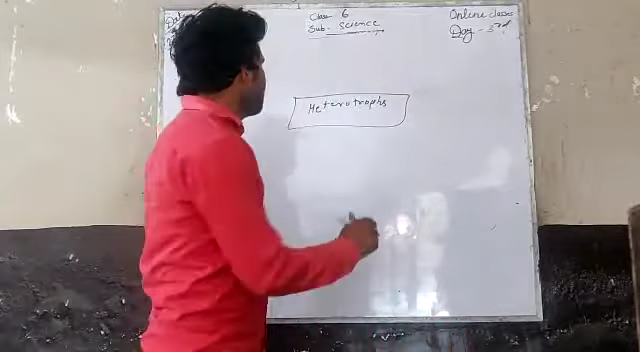 Class 6
Sub- Science
Online classes
Day - 3rd
Heterotrophs